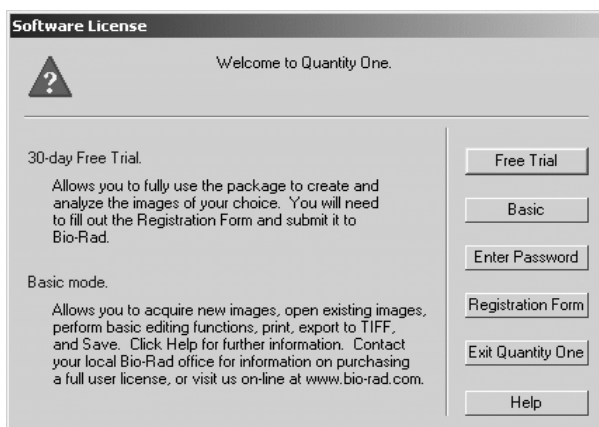 Software License
?
Welcome to Quantity One.
30-day Free Trial.
Allows you to fully use the package to create and
analyze the images of your choice. You will need
to fill out the Registration Form and submit it to
Bio-Rad.
Basic mode.
Allows you to acquire new images, open existing images,
perform basic editing functions, print, export to TIFF,
and Save. Click Help for further information. Contact
your local Bio-Rad office for information on purchasing
a full user license, or visit us on-line at www.bio-rad.com.
Free Trial
Basic
Enter Password
Registration Form
Exit Quantity One
Help